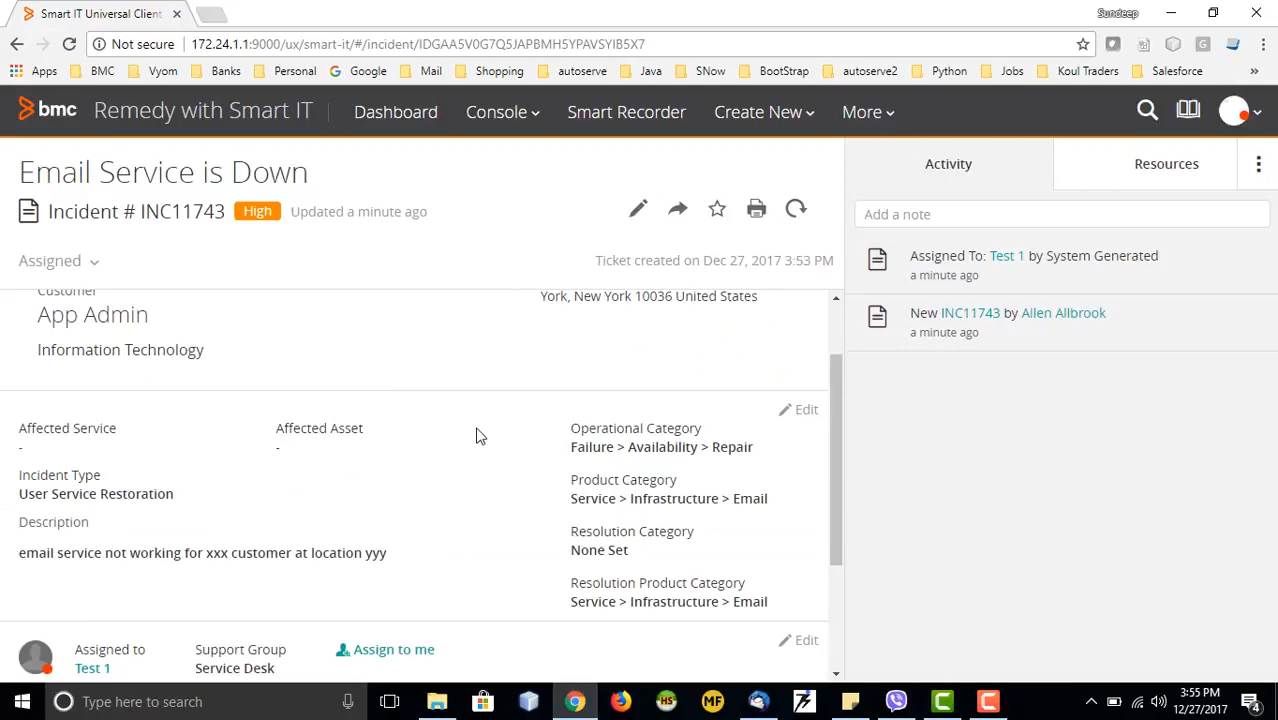 Smart IT Universal Client
Sundeep
Not secure 172.24.1.1:9000/ux/smart-it/#/incident/IDGAA5V0G7Q5JAPBMH5YPAVSYIB5X7
Apps BMC Vyom Banks Personal Google Mail Shopping autoserve Java SNow BootStrap autoserve2 Python Jobs Koul Traders Salesforce »
bmc Remedy with Smart IT Dashboard Console Smart Recorder Create New More
Email Service is Down
Incident # INC11743 High Updated a minute ago
Assigned Ticket created on Dec 27, 2017 3:53 PM
Customer
York, New York 10036 United States
App Admin
Information Technology
Edit
Affected Service
-
Affected Asset
-
Incident Type
User Service Restoration
Description
email service not working for xxx customer at location yyy
Operational Category
Failure > Availability > Repair
Product Category
Service > Infrastructure > Email
Resolution Category
None Set
Resolution Product Category
Service > Infrastructure > Email
Edit
Assigned to
Test 1
Support Group
Service Desk
Assign to me
Activity Resources
Add a note
Assigned To: Test 1 by System Generated
a minute ago
New INC11743 by Allen Allbrook
a minute ago
Type here to search
HS
MF
3:55 PM
12/27/2017
4